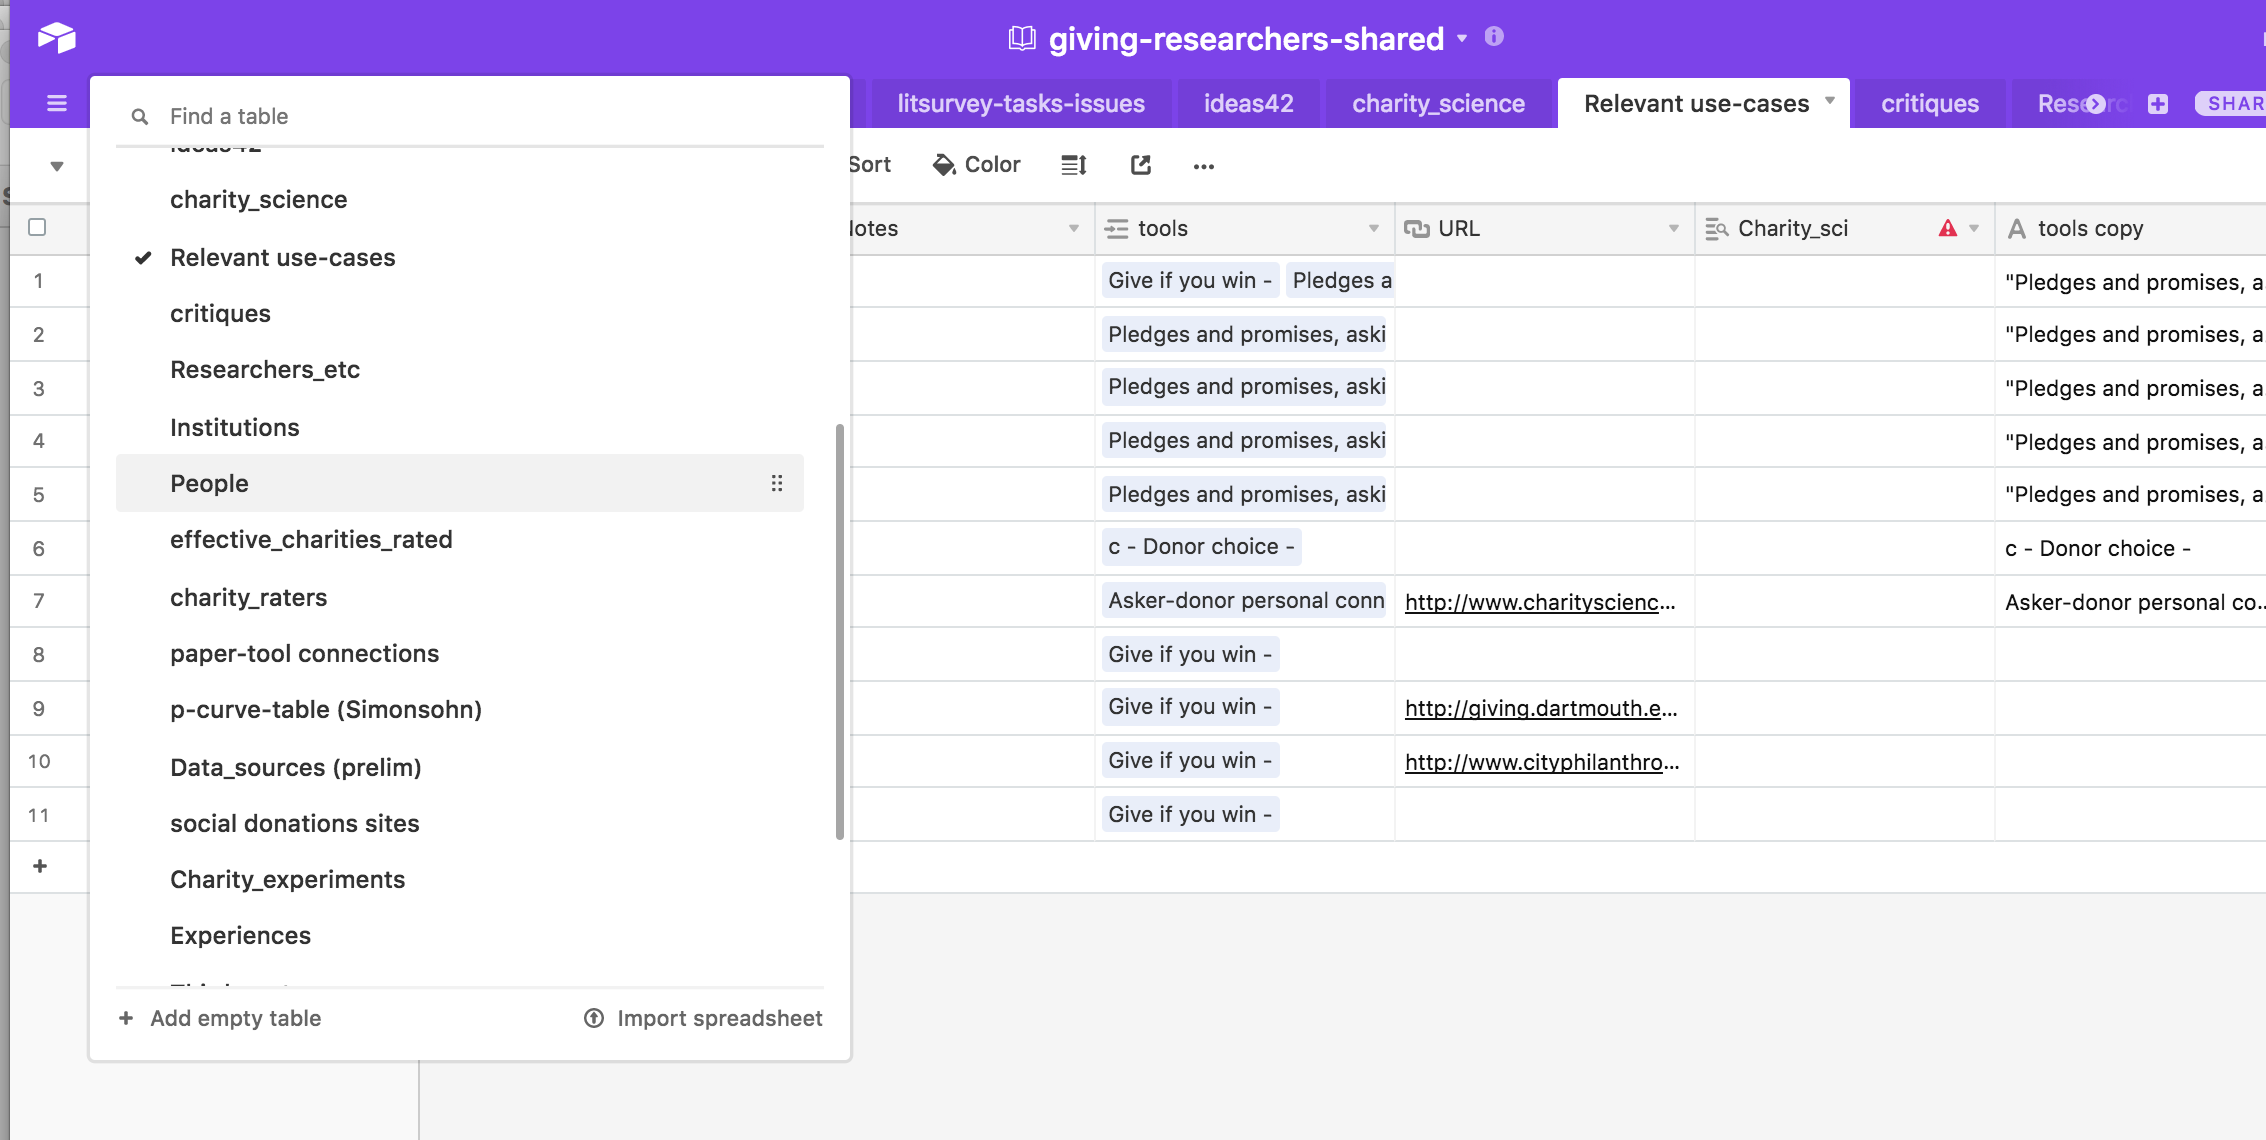 giving-researchers-shared
Find a table
litsurvey-tasks-issues
ideas42
charity_science
Relevant use-cases
critiques
SHAR
ideas42
charity_science
Relevant use-cases
critiques
Researchers_etc
Institutions
People
effective_charities_rated
charity_raters
paper-tool connections
p-curve-table (Simonsohn)
Data_sources (prelim)
social donations sites
Charity_experiments
Experiences
+ Add empty table
Import spreadsheet
Sort
Color
...
lotes
tools
URL
Charity_sci
A tools copy
1 Give if you win - Pledges a "Pledges and promises, a
2 Pledges and promises, aski "Pledges and promises, a
3 Pledges and promises, aski "Pledges and promises, a
4 Pledges and promises, aski "Pledges and promises, a
5 Pledges and promises, aski "Pledges and promises, a
6 c - Donor choice - c - Donor choice -
7 Asker-donor personal conn http://www.charityscienc... Asker-donor personal co..
8 Give if you win -
9 Give if you win - http://giving.dartmouth.e...
10 Give if you win - http://www.cityphilanthro...
11 Give if you win -
+